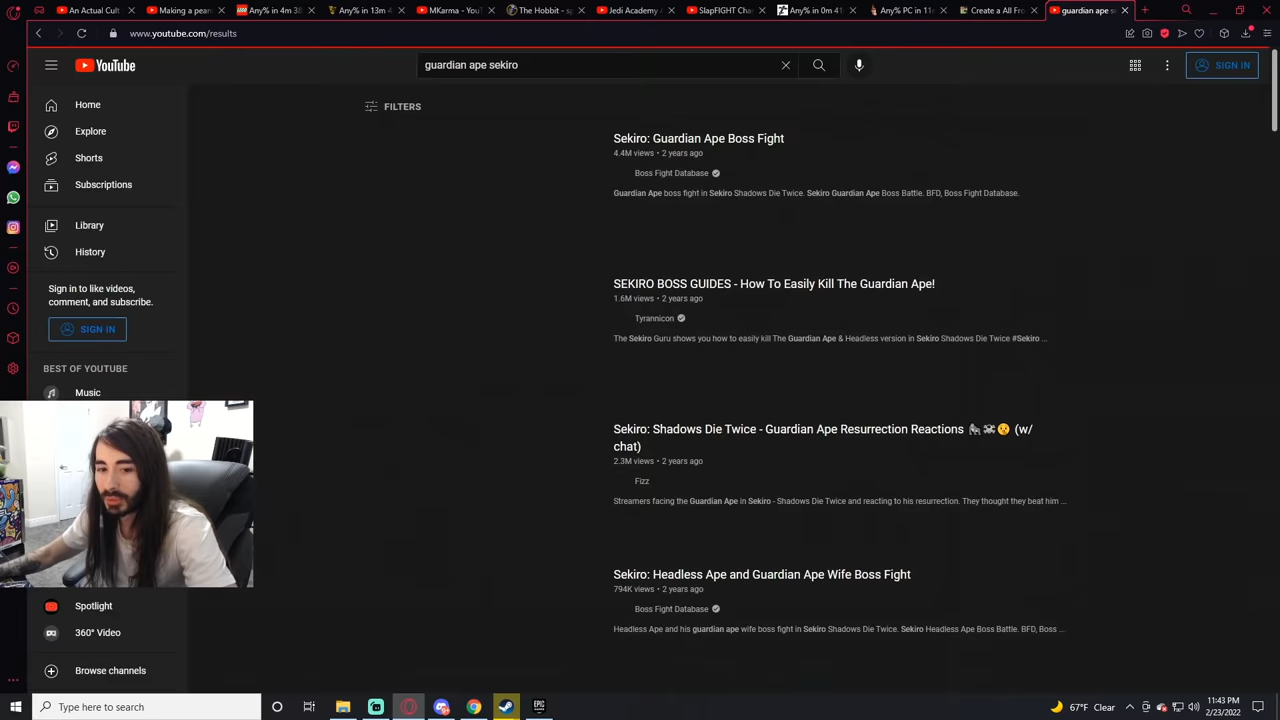 An Actual Cult
Making a pean
Any% in 4m 38
Any% in 13m 4
MKarma - YouT
The Hobbit - sp
Jedi Academy
SlapFIGHT Cha
Any% in 0m 41
Any% PC in 11
Create a All Fro
guardian ape se
www.youtube.com/results
YouTube
guardian ape sekiro
SIGN IN
Home
Explore
Shorts
Subscriptions
Library
History
Sign in to like videos,
comment, and subscribe.
SIGN IN
BEST OF YOUTUBE
Music
Spotlight
360° Video
Browse channels
FILTERS
Sekiro: Guardian Ape Boss Fight
4.4M views • 2 years ago
Boss Fight Database
Guardian Ape boss fight in Sekiro Shadows Die Twice. Sekiro Guardian Ape Boss Battle. BFD, Boss Fight Database.
SEKIRO BOSS GUIDES - How To Easily Kill The Guardian Ape!
1.6M views • 2 years ago
Tyrannicon
The Sekiro Guru shows you how to easily kill The Guardian Ape & Headless version in Sekiro Shadows Die Twice #Sekiro ...
Sekiro: Shadows Die Twice - Guardian Ape Resurrection Reactions 🦍☠️😗 (w/
chat)
2.3M views • 2 years ago
Fizz
Streamers facing the Guardian Ape in Sekiro - Shadows Die Twice and reacting to his resurrection. They thought they beat him ...
Sekiro: Headless Ape and Guardian Ape Wife Boss Fight
794K views • 2 years ago
Boss Fight Database
Headless Ape and his guardian ape wife boss fight in Sekiro Shadows Die Twice. Sekiro Headless Ape Boss Battle. BFD, Boss ...
Type here to search
EPIC
67°F Clear
11:43 PM
2/23/2022